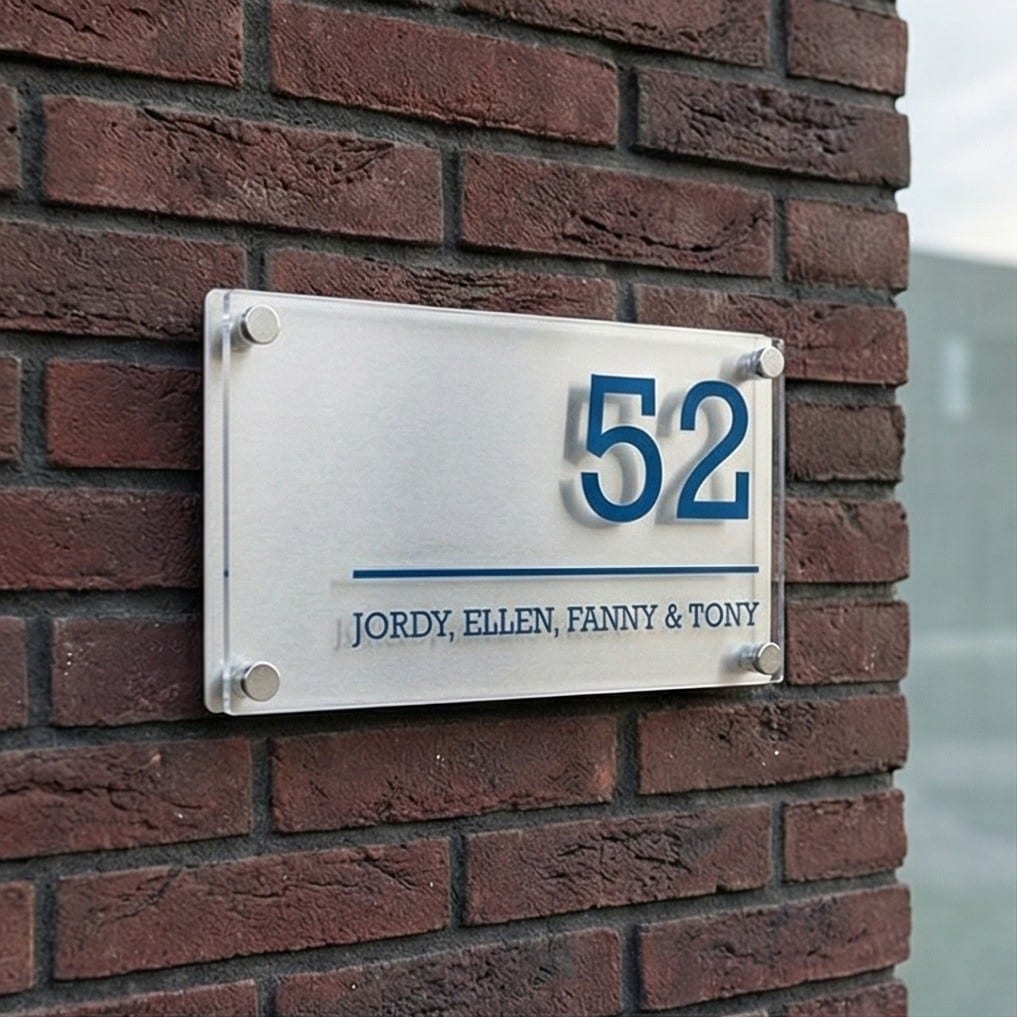 52
JORDY, ELLEN, FANNY & TONY